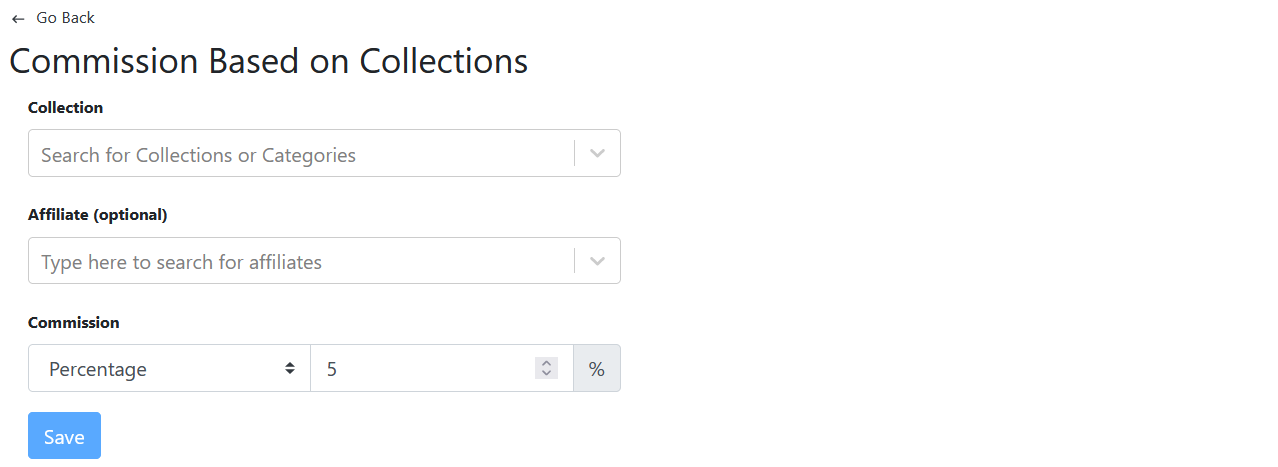 Go Back
Commission Based on Collections
Collection
Search for Collections or Categories
Affiliate (optional)
Type here to search for affiliates
Commission
Percentage 5 %
Save